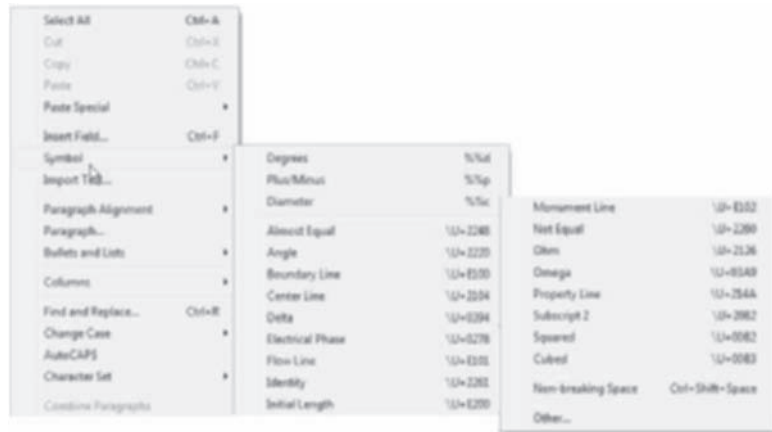 Select All Ctrl+A
Cut Ctrl+X
Copy Ctrl+C
Paste Ctrl+V
Paste Special
Insert Field... Ctrl+F
Symbol
Import Text...
Paragraph Alignment
Paragraph...
Bullets and Lists
Columns
Find and Replace... Ctrl+R
Change Case
AutoCAPS
Character Set
Combine Paragraphs
Degrees %%d
Plus/Minus %%p
Diameter %%c
Almost Equal \U+2248
Angle \U+2220
Boundary Line \U+E100
Center Line \U+2104
Delta \U+0394
Electrical Phase \U+0278
Flow Line \U+E101
Identity \U+2261
Initial Length \U+E200
Monument Line \U+E102
Not Equal \U+2260
Ohm \U+2126
Omega \U+03A9
Property Line \U+214A
Subscript 2 \U+2082
Squared \U+00B2
Cubed \U+00B3
Non-breaking Space Ctrl+Shift+Space
Other...